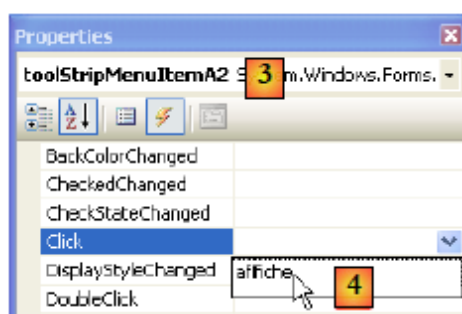 Properties
toolStripMenuItemA2 S 3 m.Windows.Forms.
BackColorChanged
CheckedChanged
CheckStateChanged
Click
DisplayStyleChanged affiche
4
DoubleClick